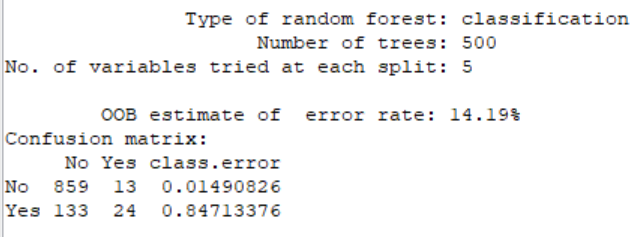 Type of random forest: classification
Number of trees: 500
No. of variables tried at each split: 5
OOB estimate of  error rate: 14.19%
Confusion matrix:
No Yes class.error
No  859  13  0.01490826
Yes 133  24  0.84713376